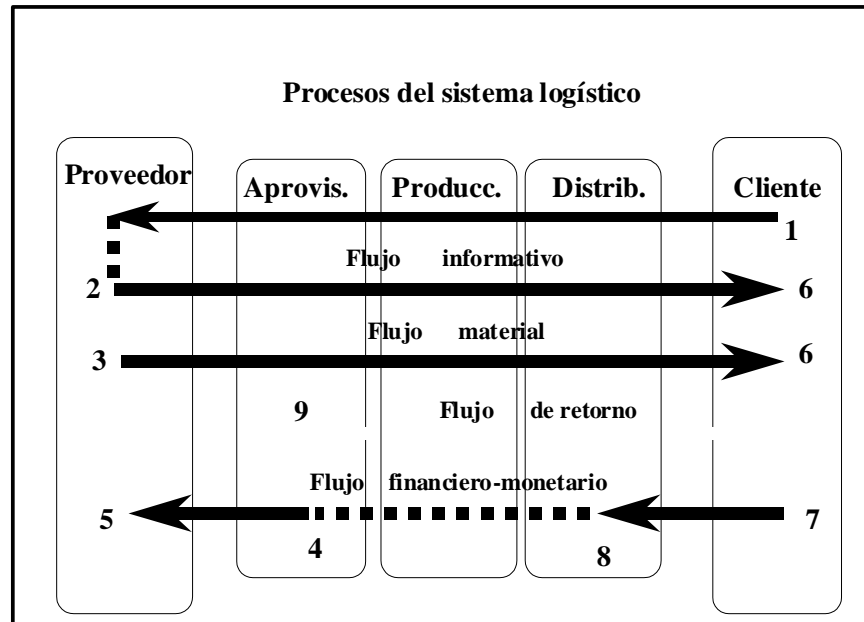 Procesos del sistema logístico
Proveedor Aprovis. Producc. Distrib. Cliente
1
Flujo informativo
2 6
Flujo material
3 6
9 Flujo de retorno
Flujo financiero-monetario
5 7
4 8